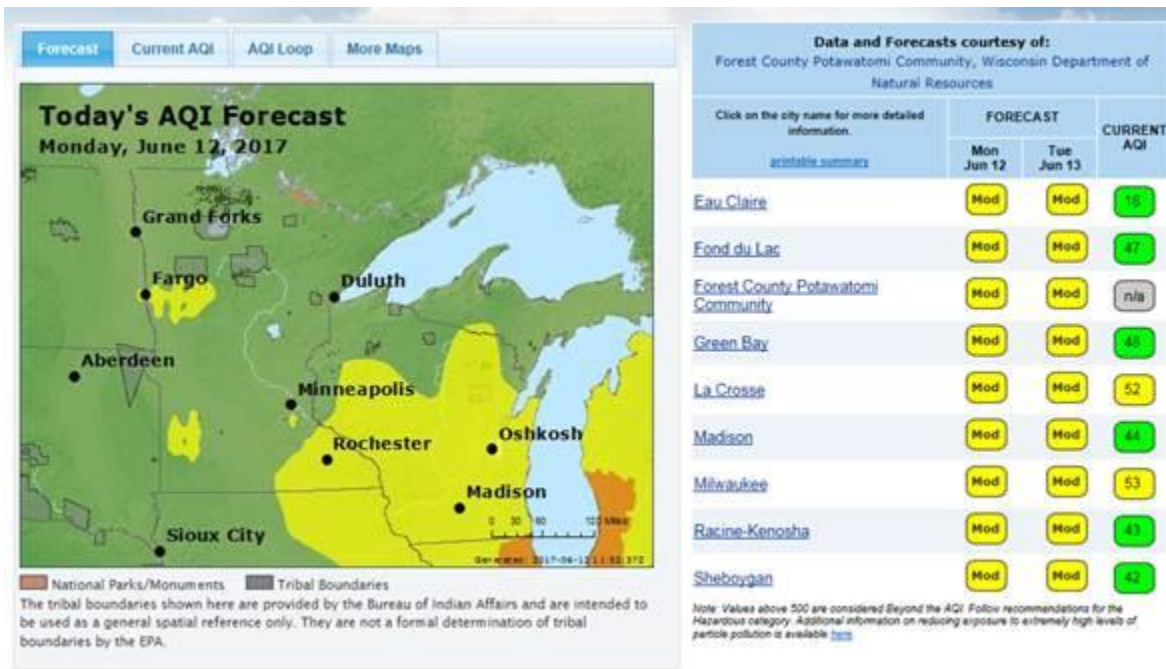 Forecast
Current AQI
AQI Loop
More Maps
Today's AQI Forecast
Monday, June 12, 2017
Grand Forks
Fargo
Duluth
Aberdeen
Minneapolis
Rochester
Oshkosh
Madison
Sioux City
0 30 60 120 Miles
National Parks/Monuments
Tribal Boundaries
The tribal boundaries shown here are provided by the Bureau of Indian Affairs and are intended to
be used as a general spatial reference only. They are not a formal determination of tribal
boundaries by the EPA.
Data and Forecasts courtesy of:
Forest County Potawatomi Community, Wisconsin Department of
Natural Resources
Click on the city name for more detailed
information.
printable summary
FORECAST
Mon
Jun 12
Tue
Jun 13
CURRENT
AQI
Eau Claire Mod Mod 18
Fond du Lac Mod Mod 47
Forest County Potawatomi
Community Mod Mod n/a
Green Bay Mod Mod 48
La Crosse Mod Mod 52
Madison Mod Mod 44
Milwaukee Mod Mod 53
Racine-Kenosha Mod Mod 43
Sheboygan Mod Mod 42
Note: Values above 500 are considered Beyond the AQI. Follow recommendations for the
Hazardous category. Additional information on reducing exposure to extremely high levels of
particle pollution is available here.